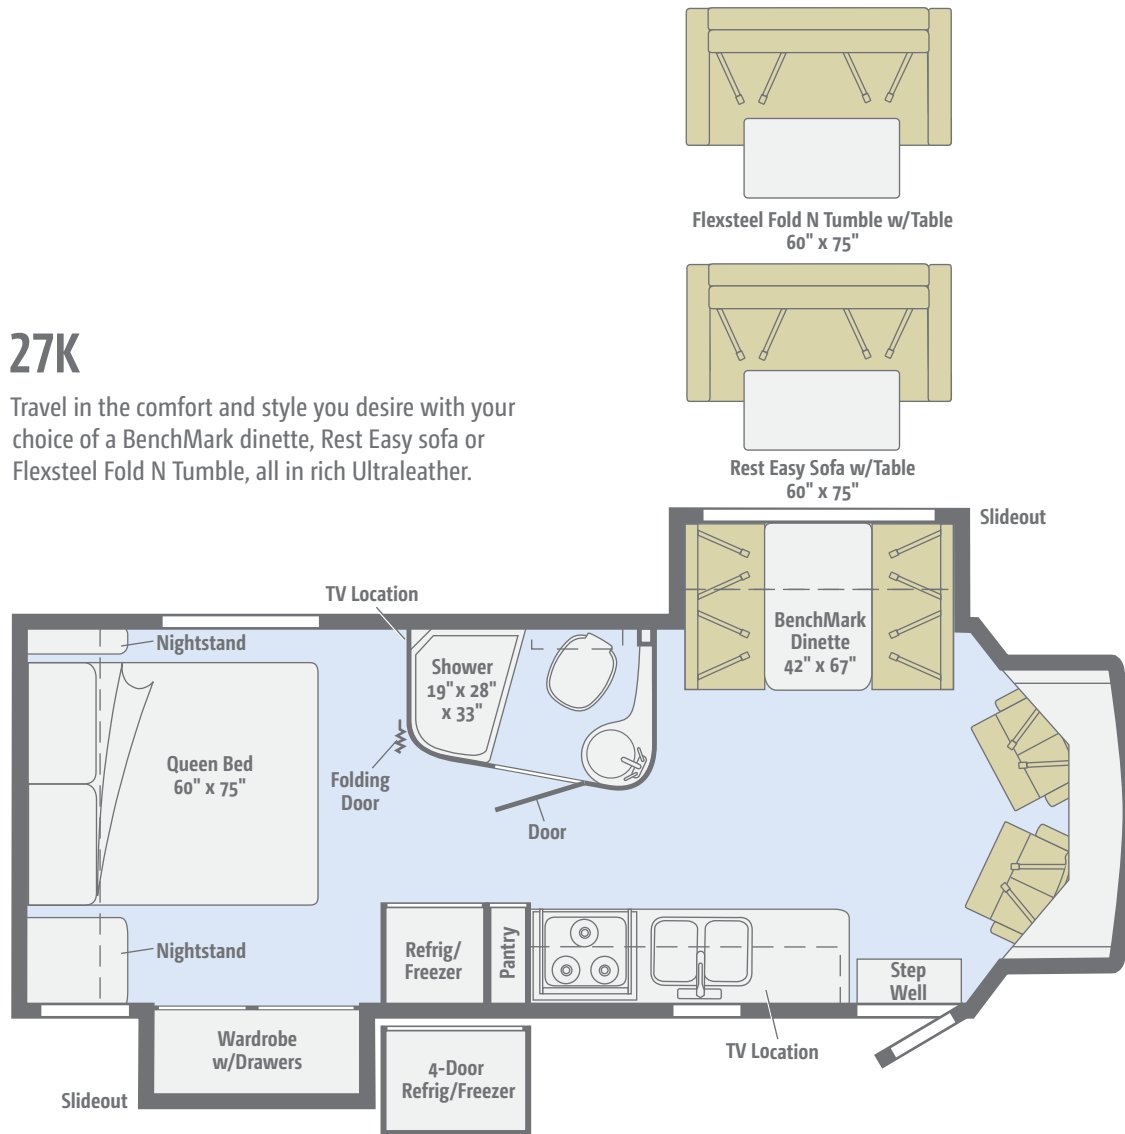 Flexsteel Fold N Tumble w/Table
60" x 75"
Rest Easy Sofa w/Table
60" x 75"
27K
Travel in the comfort and style you desire with your
choice of a BenchMark dinette, Rest Easy sofa or
Flexsteel Fold N Tumble, all in rich Ultraleather.
Slideout
TV Location
Nightstand
Shower
19" x 28"
x 33"
BenchMark
Dinette
42" x 67"
Queen Bed
60" x 75"
Folding
Door
Door
Nightstand
Refrig/
Freezer
Pantry
Step
Well
Wardrobe
w/Drawers
TV Location
4-Door
Refrig/Freezer
Slideout